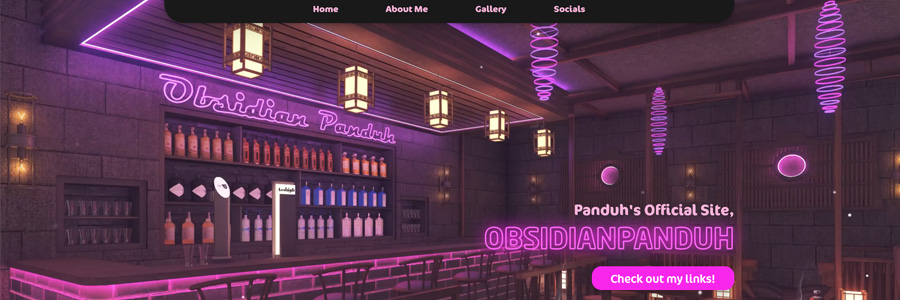 Home
About Me
Gallery
Socials
Obsidian Panduh
Panduh's Official Site,
OBSIDIANPANDUH
Check out my links!